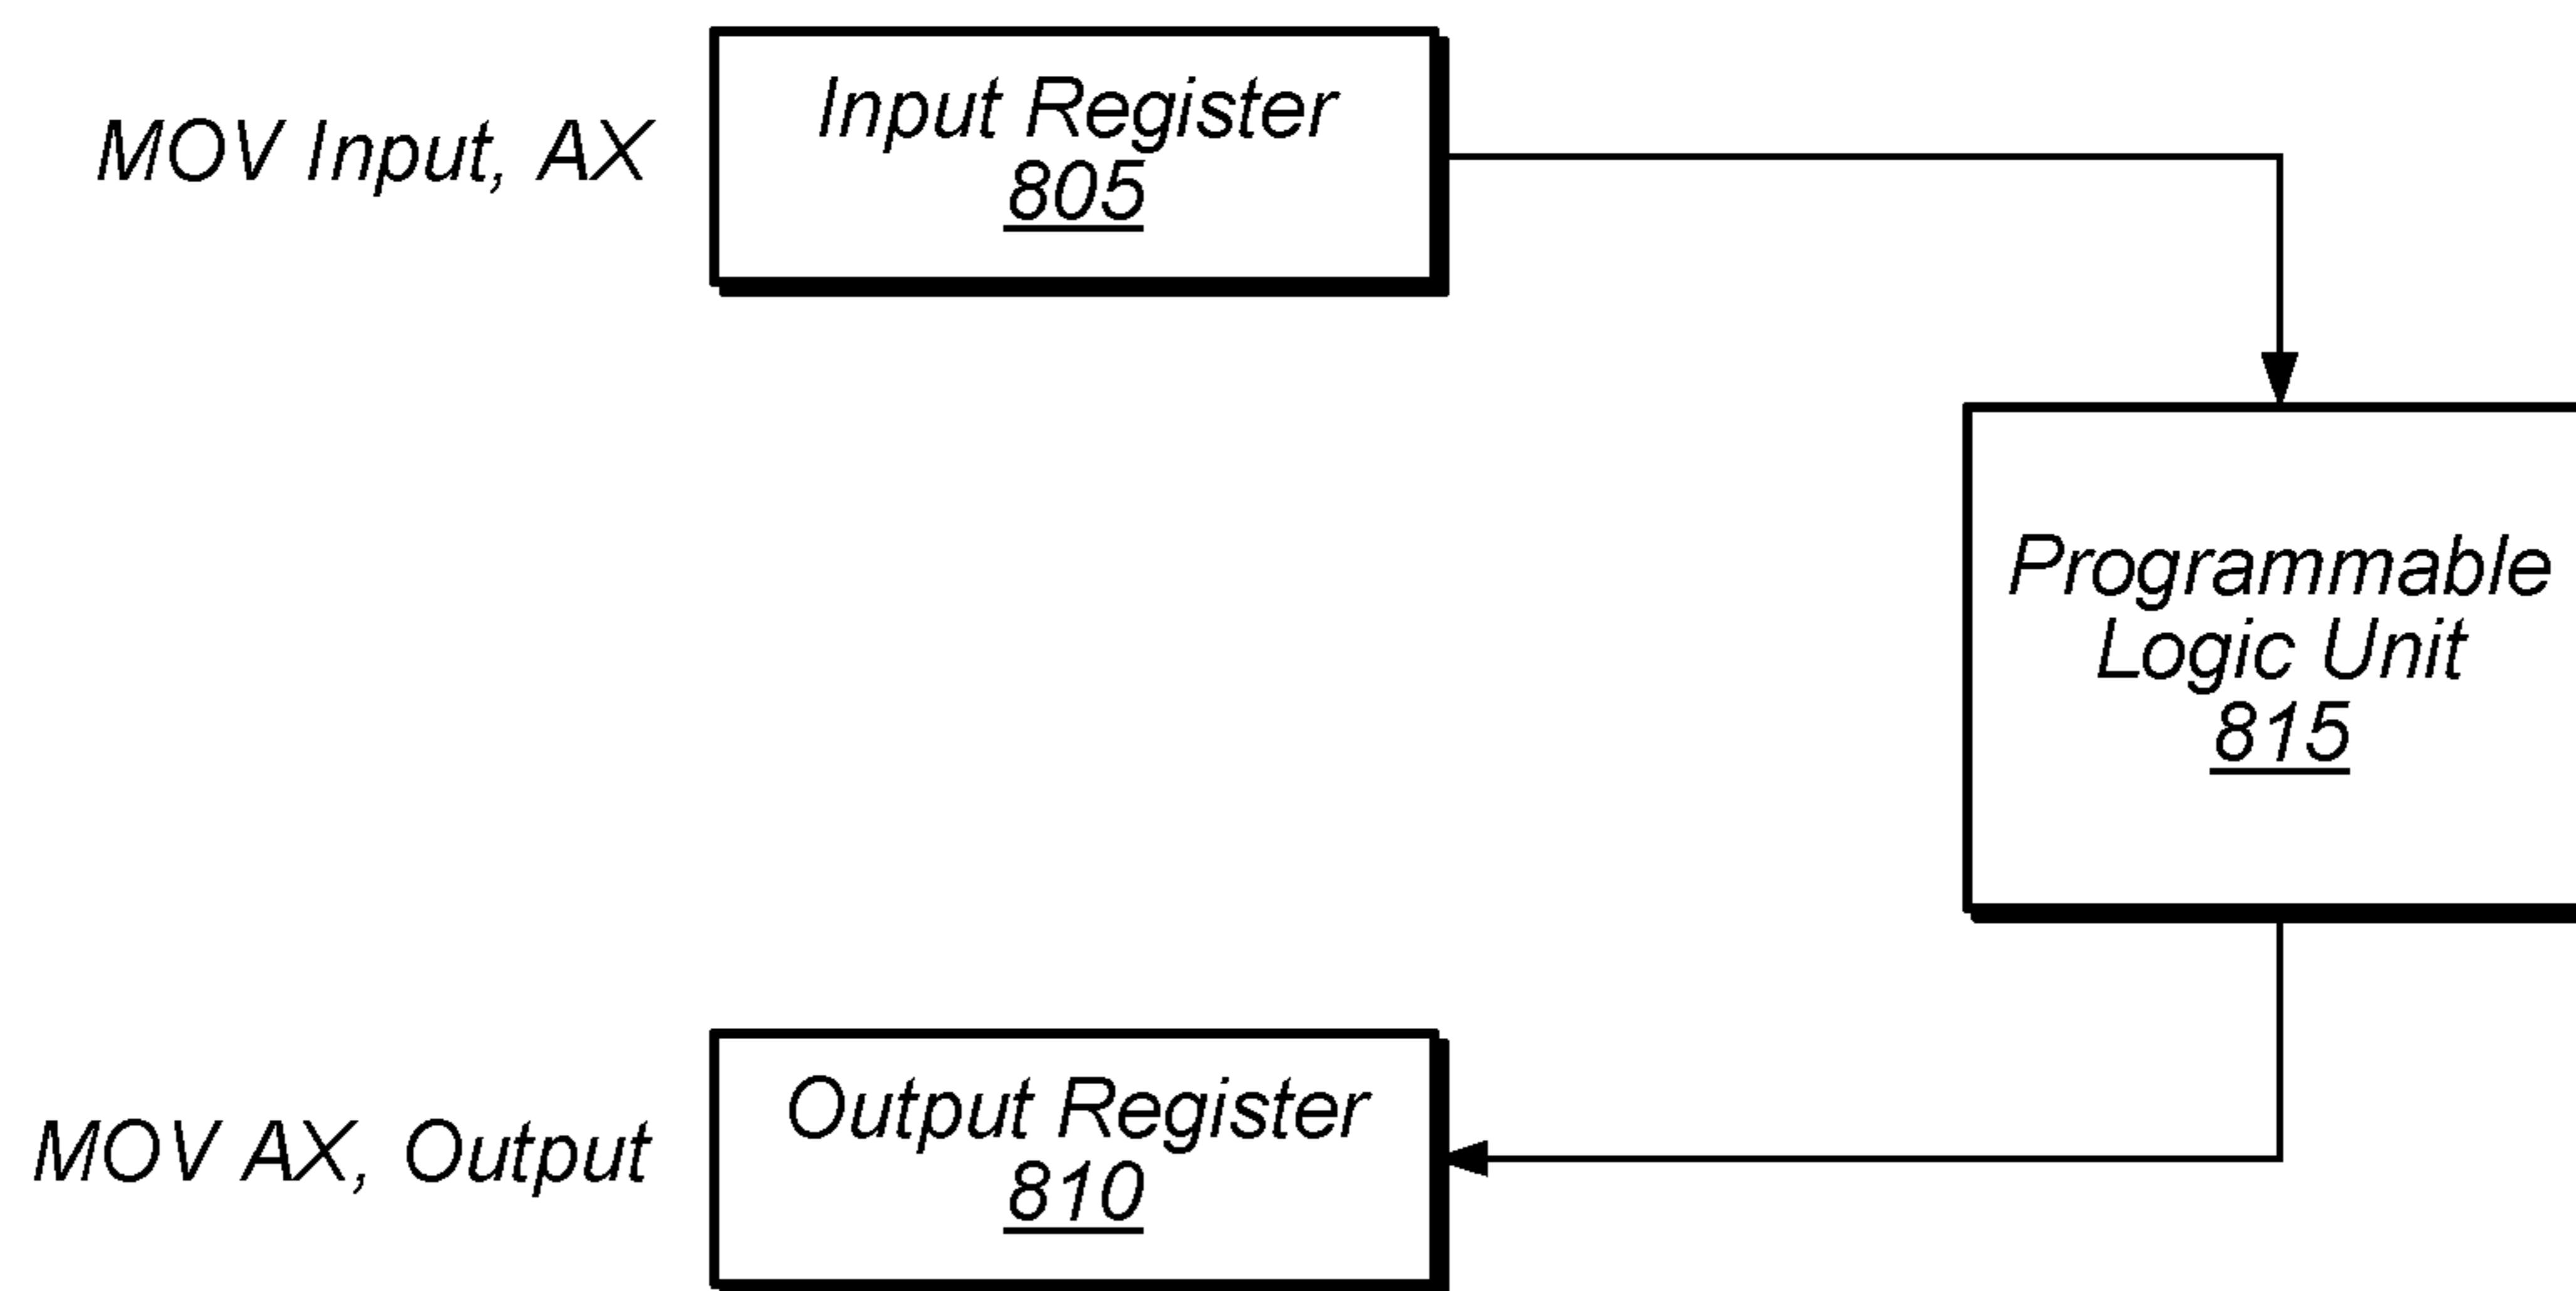 MOV Input, AX
Input Register
805
Programmable
Logic Unit
815
MOV AX, Output
Output Register
810